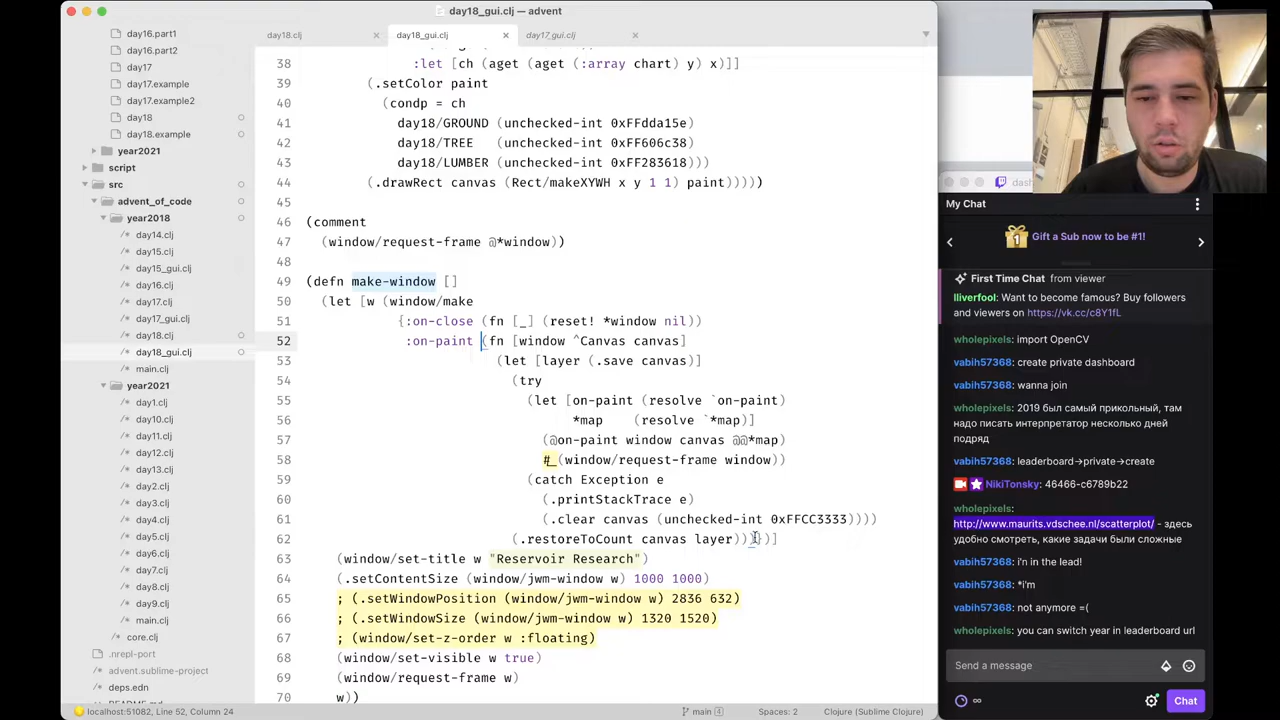 day18_gui.clj — advent
day16.part1
day16.part2
day17
day17.example
day17.example2
day18
day18.example
year2021
script
src
advent_of_code
year2018
day14.clj
day15.clj
day15_gui.clj
day16.clj
day17.clj
day17_gui.clj
day18.clj
day18_gui.clj
main.clj
year2021
day1.clj
day10.clj
day11.clj
day12.clj
day13.clj
day2.clj
day3.clj
day4.clj
day5.clj
day6.clj
day7.clj
day8.clj
day9.clj
main.clj
core.clj
.nrepl-port
advent.sublime-project
deps.edn
day18.clj
day18_gui.clj
day17_gui.clj
38 :let [ch (aget (aget (:array chart) y) x)]]
39 (.setColor paint
40 (condp = ch
41 day18/GROUND (unchecked-int 0xFFdda15e)
42 day18/TREE (unchecked-int 0xFF606c38)
43 day18/LUMBER (unchecked-int 0xFF283618)))
44 (.drawRect canvas (Rect/makeXYWH x y 1 1) paint))))
45
46 (comment
47 (window/request-frame @*window))
48
49 (defn make-window []
50 (let [w (window/make
51 {:on-close (fn [_] (reset! *window nil))
52 :on-paint (fn [window ^Canvas canvas]
53 (let [layer (.save canvas)]
54 (try
55 (let [on-paint (resolve `on-paint)
56 *map (resolve `*map)]
57 (@on-paint window canvas @@*map)
58 #_(window/request-frame window))
59 (catch Exception e
60 (.printStackTrace e)
61 (.clear canvas (unchecked-int 0xFFCC3333))))
62 (.restoreToCount canvas layer)))})]
63 (window/set-title w "Reservoir Research")
64 (.setContentSize (window/jwm-window w) 1000 1000)
65 ; (.setWindowPosition (window/jwm-window w) 2836 632)
66 ; (.setWindowSize (window/jwm-window w) 1320 1520)
67 ; (window/set-z-order w :floating)
68 (window/set-visible w true)
69 (window/request-frame w)
70 w))
localhost:51082, Line 52, Column 24
main 4
Spaces: 2
Clojure (Sublime Clojure)
My Chat
1
Gift a Sub now to be #1!
First Time Chat from viewer
lliverfool: Want to become famous? Buy followers
and viewers on https://vk.cc/c8Y1fL
wholepixels: import OpenCV
vabih57368: create private dashboard
vabih57368: wanna join
wholepixels: 2019 был самый прикольный, там
надо писать интерпретатор несколько дней
подряд
vabih57368: leaderboard->private->create
NikiTonsky: 46466-c6789b22
wholepixels:
http://www.maurits.vdschee.nl/scatterplot/ - здесь
удобно смотреть, какие задачи были сложные
vabih57368: i'n in the lead!
vabih57368: *i'm
vabih57368: not anymore =(
wholepixels: you can switch year in leaderboard url
Send a message
∞
Chat